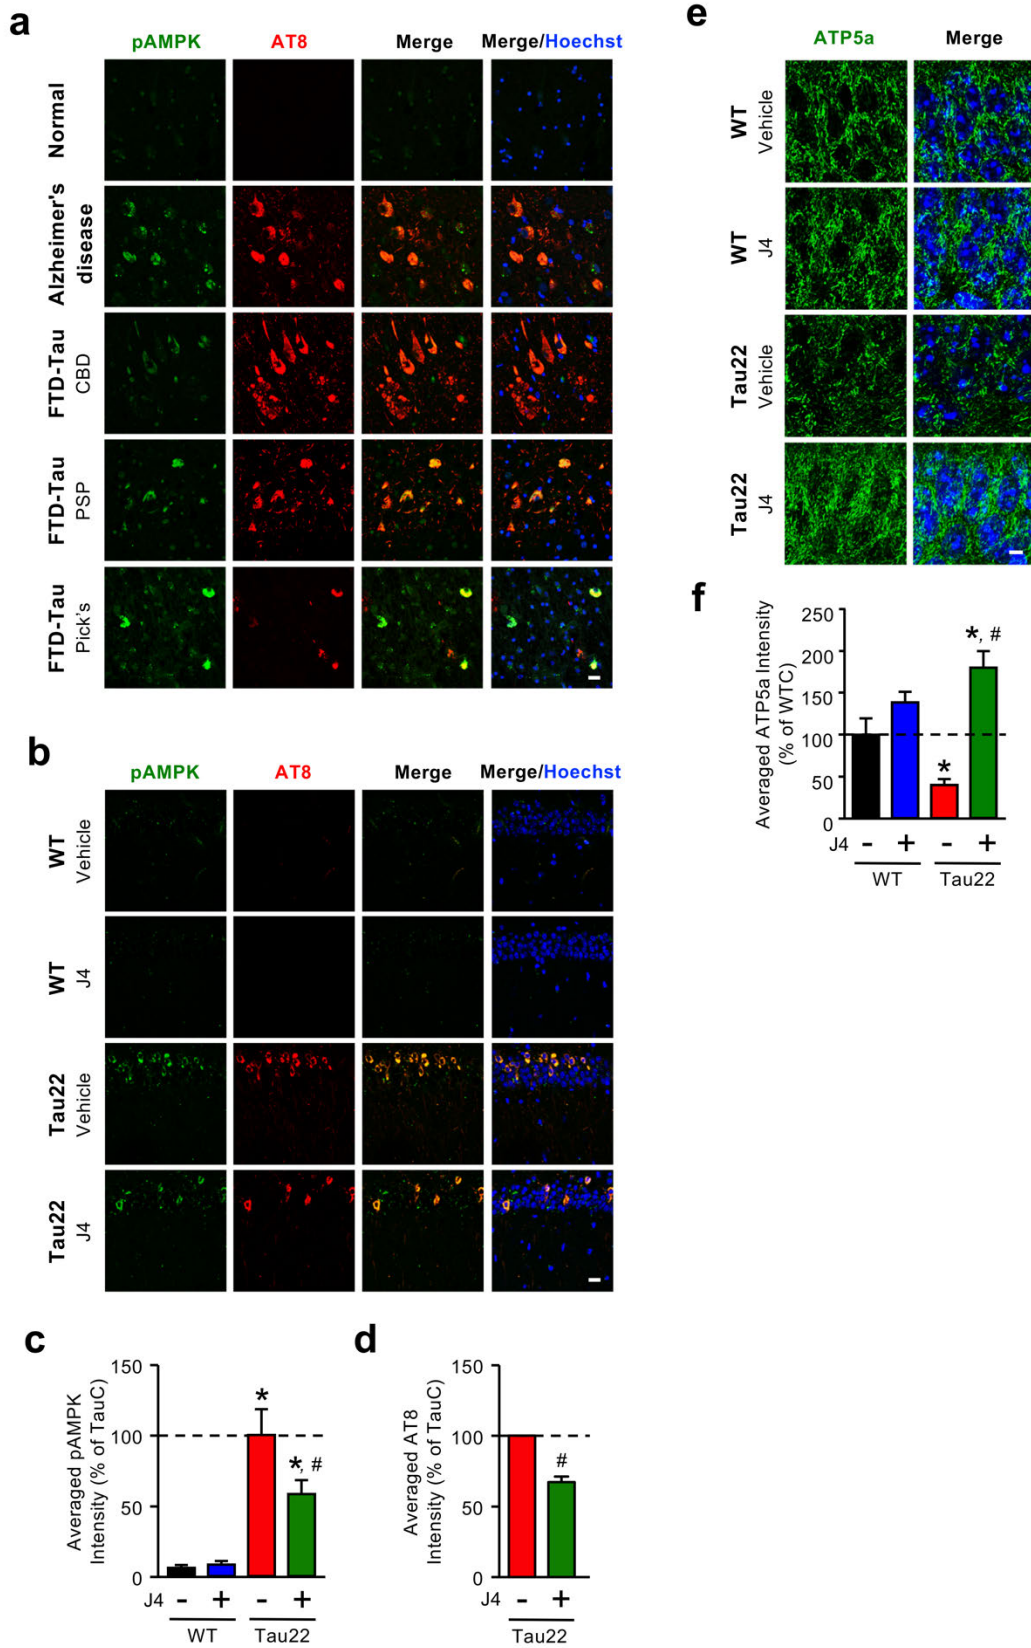 a
pAMPK AT8 Merge Merge/Hoechst
Normal
Alzheimer's
disease
FTD-Tau
CBD
FTD-Tau
PSP
FTD-Tau
Pick's
b
pAMPK AT8 Merge Merge/Hoechst
WT
Vehicle
WT
J4
Tau22
Vehicle
Tau22
J4
c
Averaged pAMPK
Intensity (% of TauC)
150
100
50
0
*
*, #
J4 - + - +
WT Tau22
d
Averaged AT8
Intensity (% of TauC)
150
100
50
0
#
J4 - +
Tau22
e
ATP5a Merge
WT
Vehicle
WT
J4
Tau22
Vehicle
Tau22
J4
f
Averaged ATP5a Intensity
(% of WTC)
250
200
150
100
50
0
*
*, #
J4 - + - +
WT Tau22